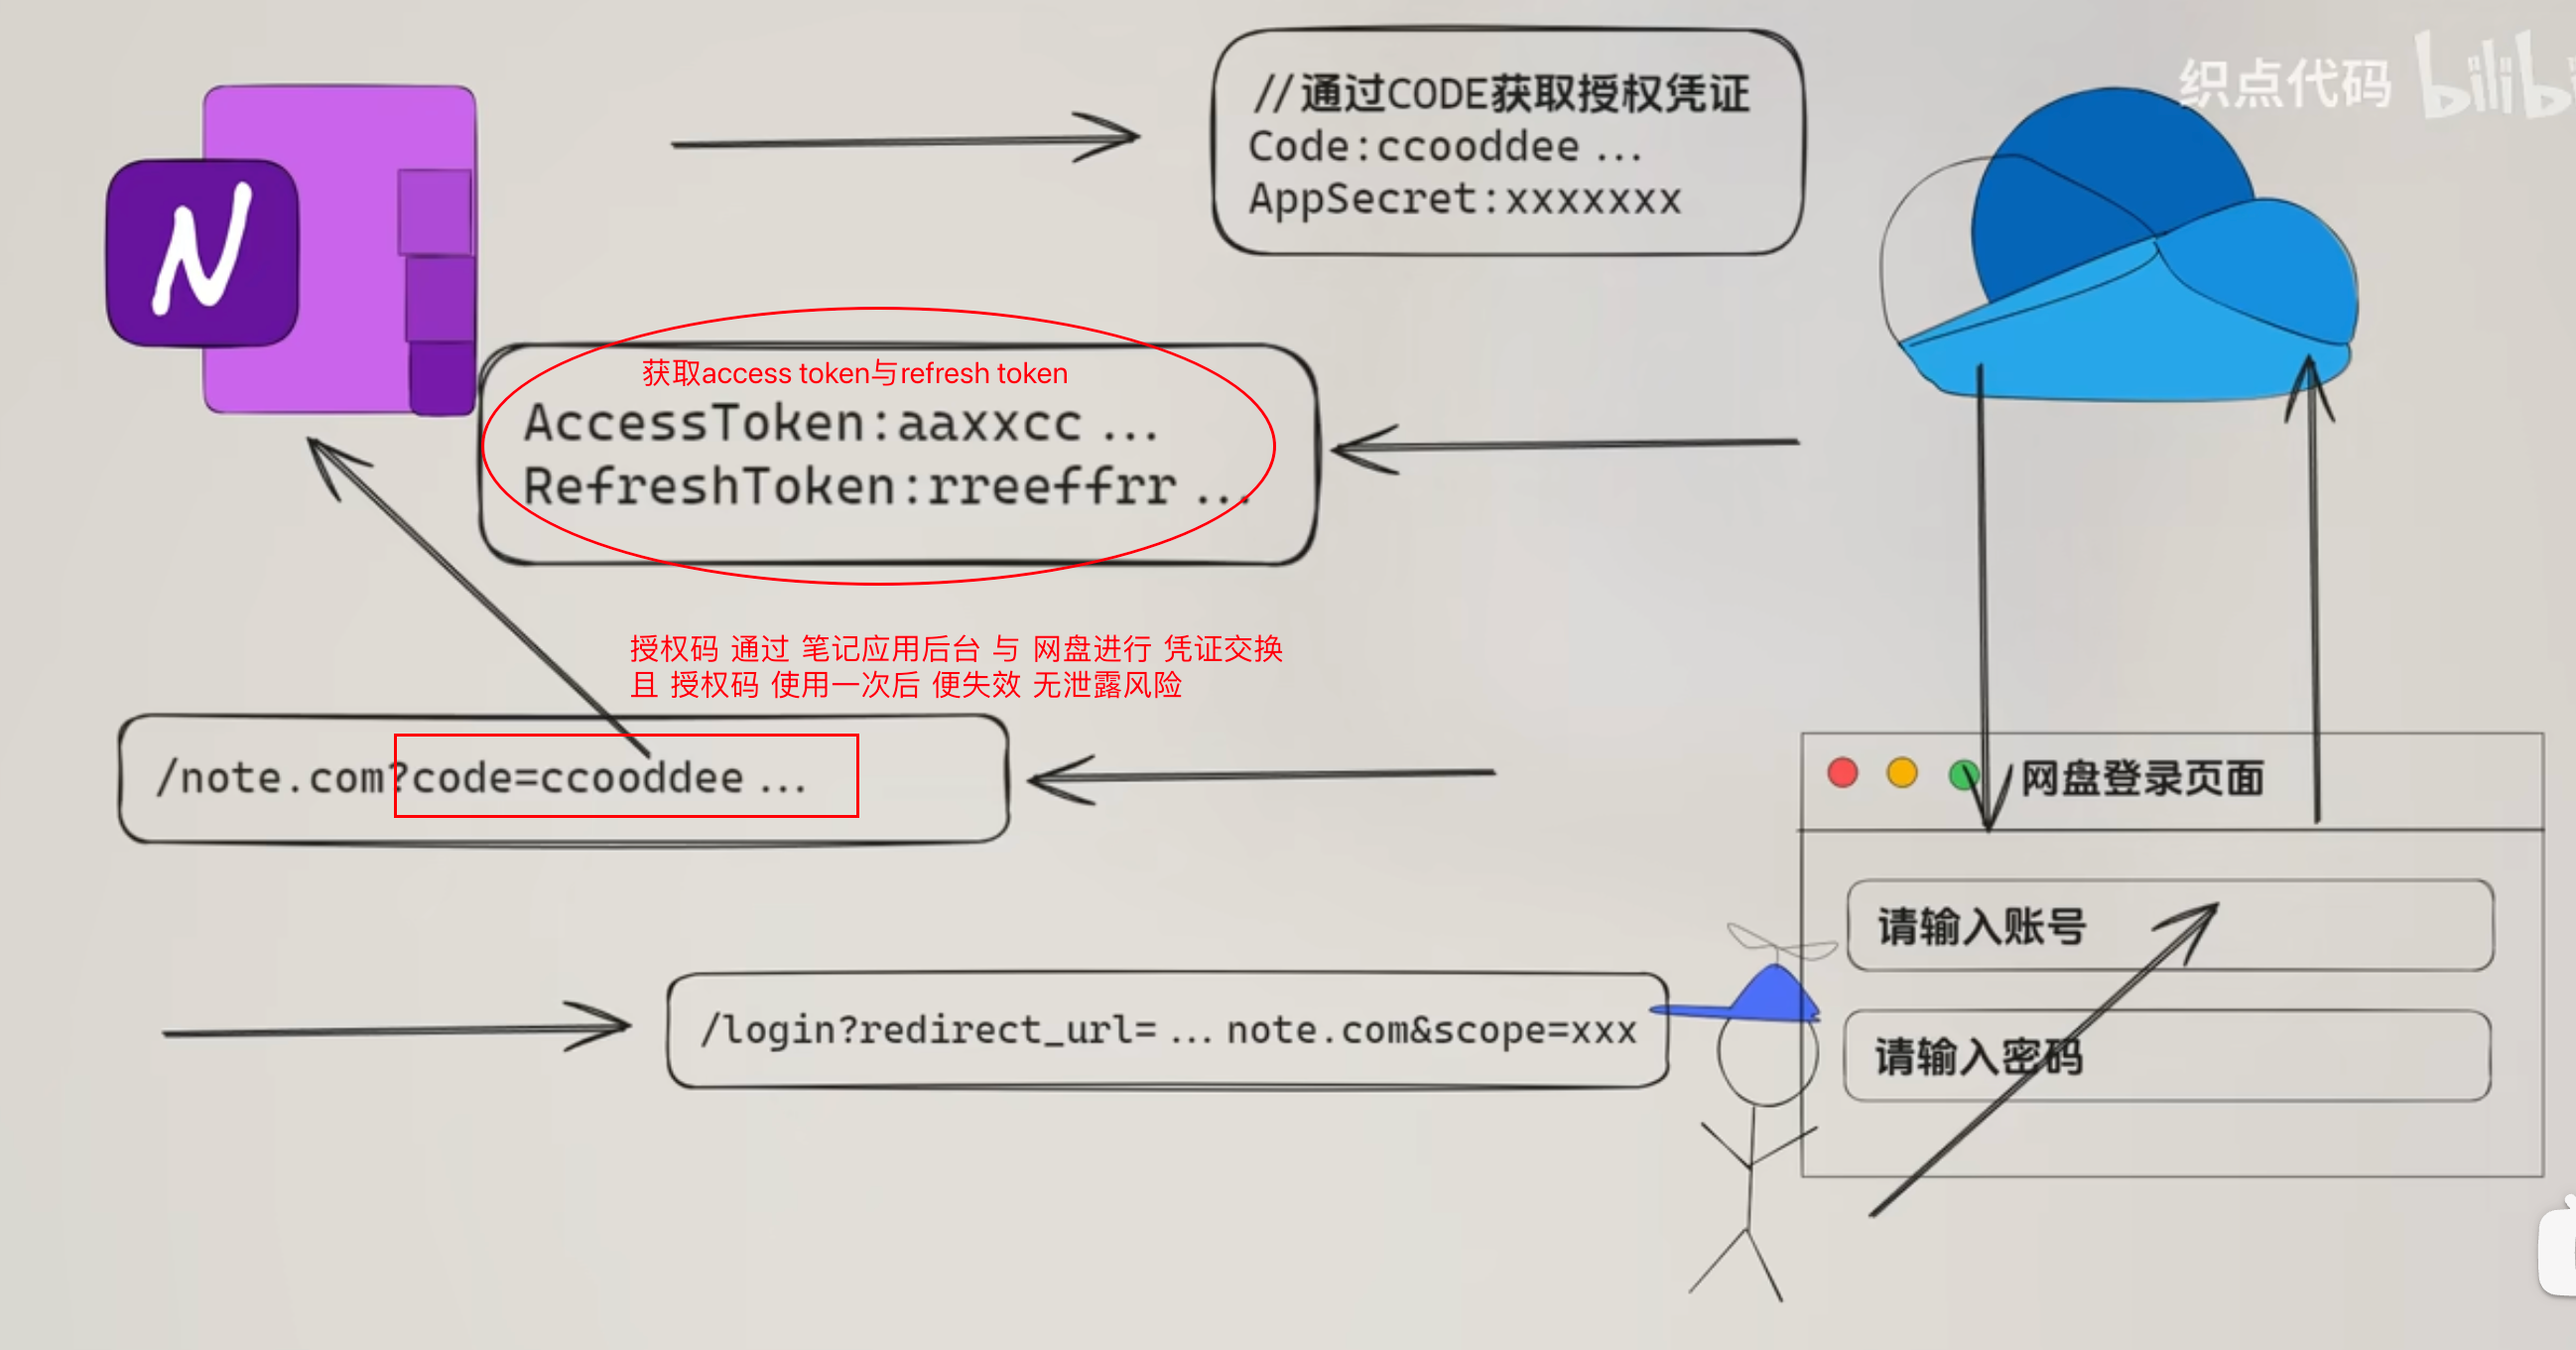 织点代码 bilib
//通过CODE获取授权凭证
Code:ccooddee ...
AppSecret:xxxxxxx
N
获取access token与refresh token
AccessToken:aaxxcc ...
RefreshToken:rreeffrr ...
授权码 通过 笔记应用后台 与 网盘进行 凭证交换
且 授权码 使用一次后 便失效 无泄露风险
/note.com?code=ccooddee ...
网盘登录页面
请输入账号
/login?redirect_url= ... note.com&scope=xxx
请输入密码